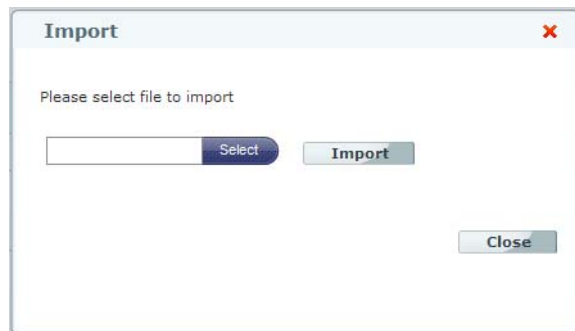 Import
Please select file to import
Select
Import
Close